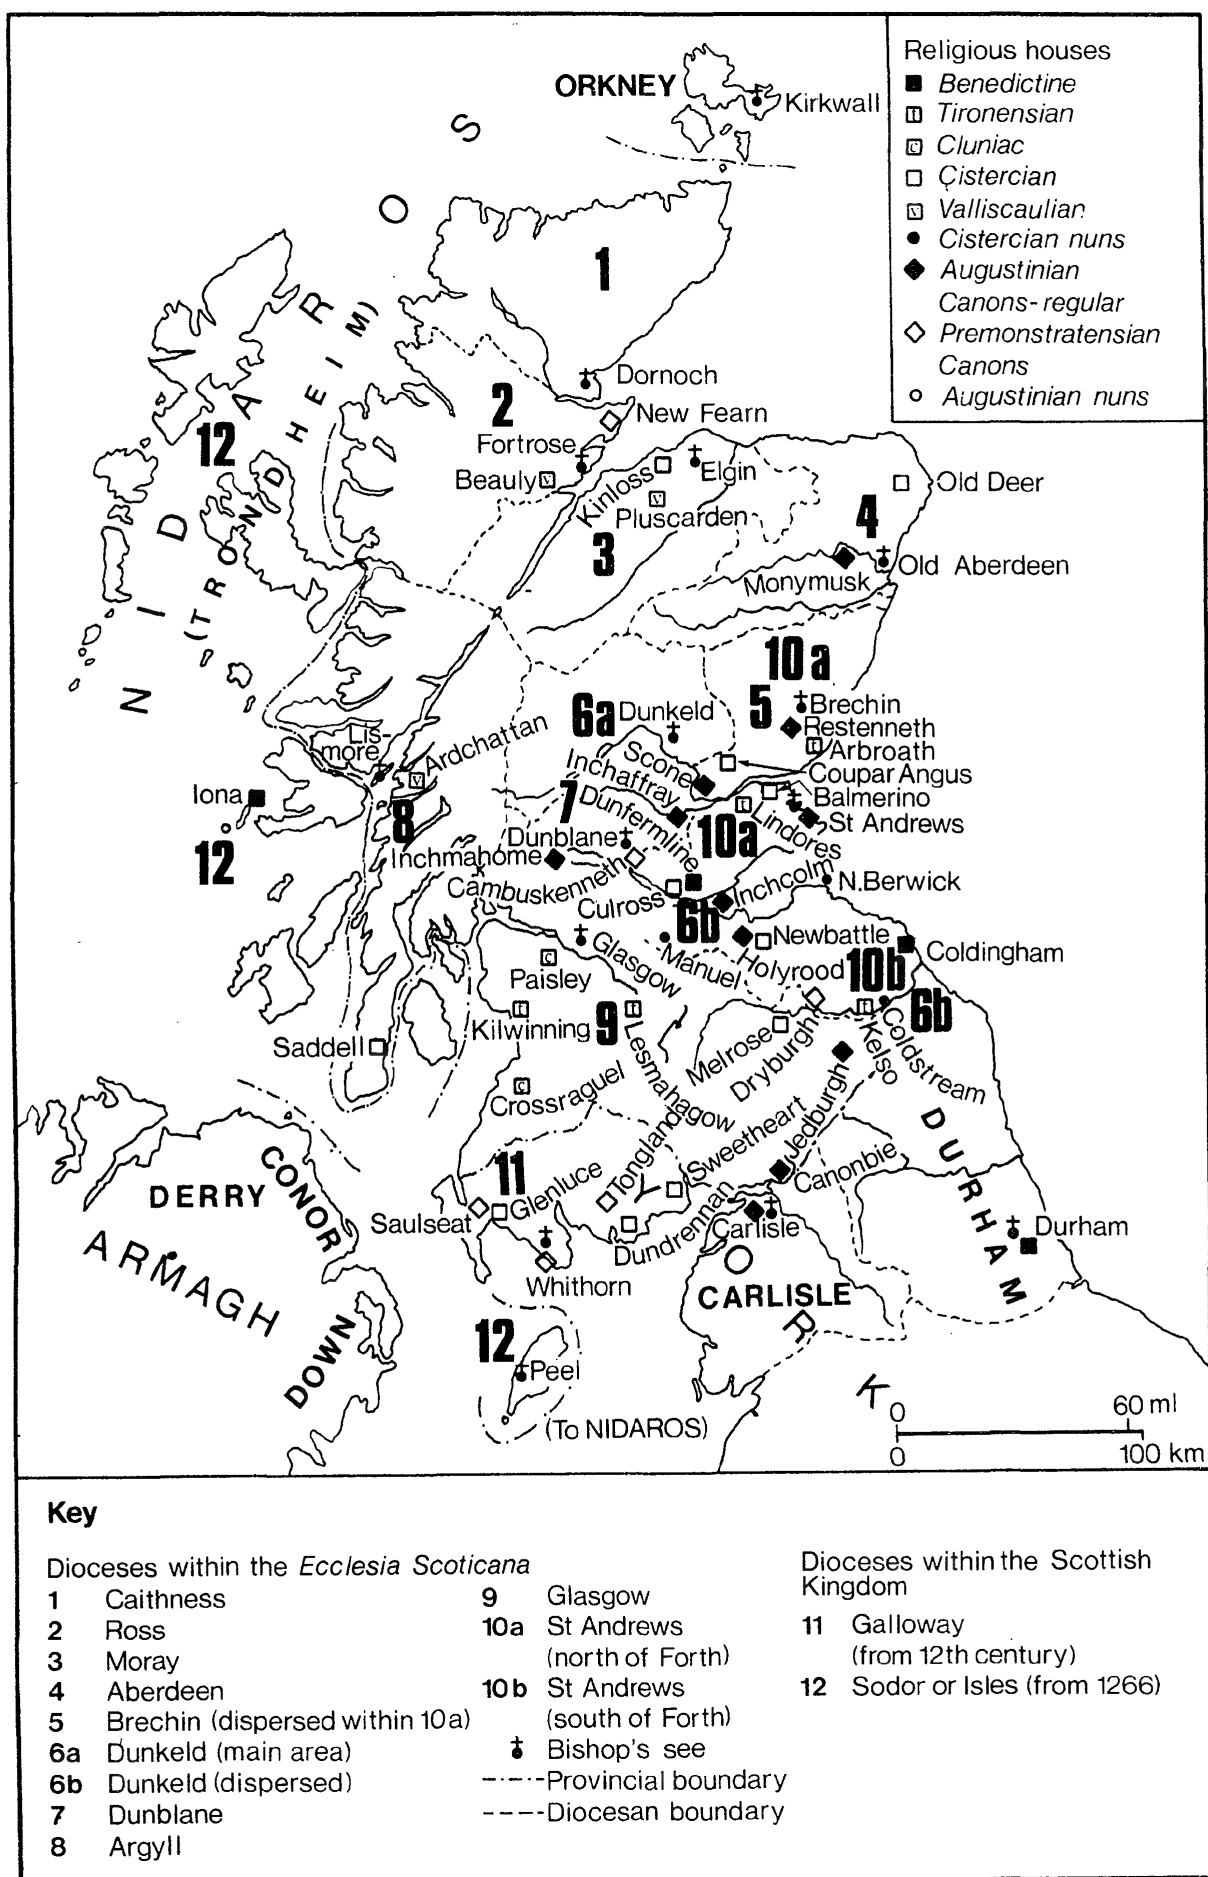 ORKNEY
Kirkwall
Religious houses
Benedictine
t Tironensian
c Cluniac
Cistercian
v Valliscaulian
Cistercian nuns
Augustinian
Canons-regular
Premonstratensian
Canons
Augustinian nuns
NIDAROS
(TRONDHEIM)
1
Dornoch
2
New Fearn
Fortrose
Beauly
v
Kinloss
Elgin
v
Pluscarden
3
12
Old Deer
4
Monymusk
Old Aberdeen
10a
5
Brechin
Restenneth
t
Arbroath
Coupar Angus
6a
Dunkeld
Scone
Inchaffray
Lis-
more
Ardchattan
v
Iona
12
8
7
Dunfermline
10a
t
Lindores
Balmerino
St Andrews
Dunblane
Inchmahome
Cambuskenneth
Culross
Inchcolm
N.Berwick
6b
Glasgow
Manuel
Newbattle
Holyrood
10b
Coldingham
6b
c
Paisley
t
Kilwinning
9
t
Lesmahagow
Melrose
Dryburgh
t
Kelso
Coldstream
Saddell
c
Crossraguel
Jedburgh
Sweetheart
Tongland
Canonbie
DURHAM
Durham
DERRY
CONOR
ARMAGH
DOWN
11
Glenluce
Saulseat
Whithorn
Dundrennan
Carlisle
CARLISLE
YORK
12
Peel
(To NIDAROS)
0 60 ml
0 100 km
Key
Dioceses within the Ecclesia Scoticana
1 Caithness
2 Ross
3 Moray
4 Aberdeen
5 Brechin (dispersed within 10a)
6a Dunkeld (main area)
6b Dunkeld (dispersed)
7 Dunblane
8 Argyll
9 Glasgow
10a St Andrews
(north of Forth)
10b St Andrews
(south of Forth)
Bishop's see
Provincial boundary
Diocesan boundary
Dioceses within the Scottish
Kingdom
11 Galloway
(from 12th century)
12 Sodor or Isles (from 1266)